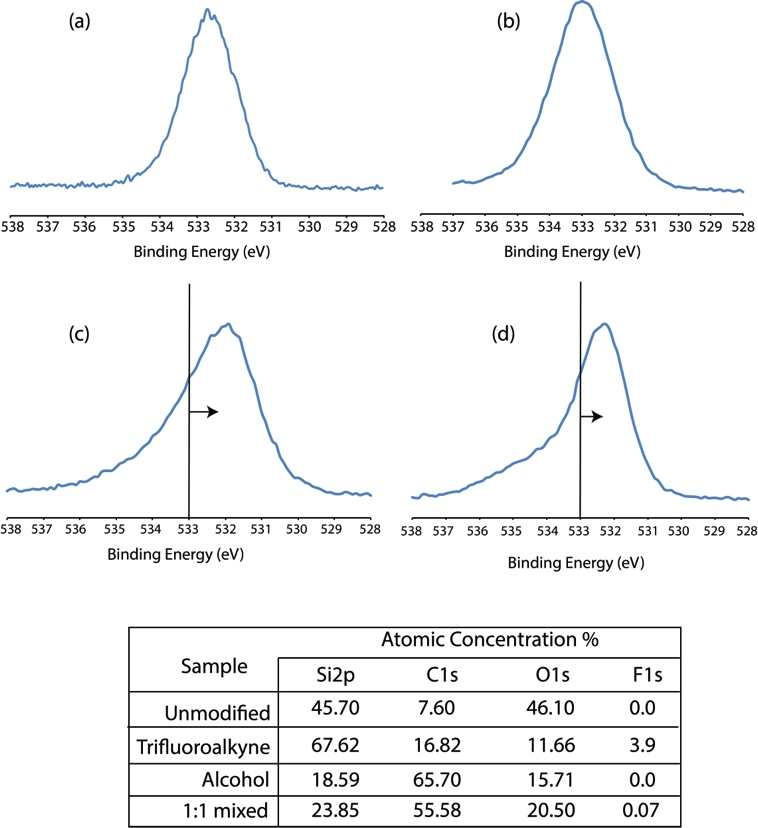 (a)
(b)
538 537 536 535 534 533 532 531 530 529 528
538 537 536 535 534 533 532 531 530 529 528
Binding Energy (eV)
Binding Energy (eV)
(c)
(d)
538 537 536 535 534 533 532 531 530 529 528
538 537 536 535 534 533 532 531 530 529 528
Binding Energy (eV)
Binding Energy (eV)
Sample
Atomic Concentration %
Si2p C1s O1s F1s
Unmodified 45.70 7.60 46.10 0.0
Trifluoroalkyne 67.62 16.82 11.66 3.9
Alcohol 18.59 65.70 15.71 0.0
1:1 mixed 23.85 55.58 20.50 0.07